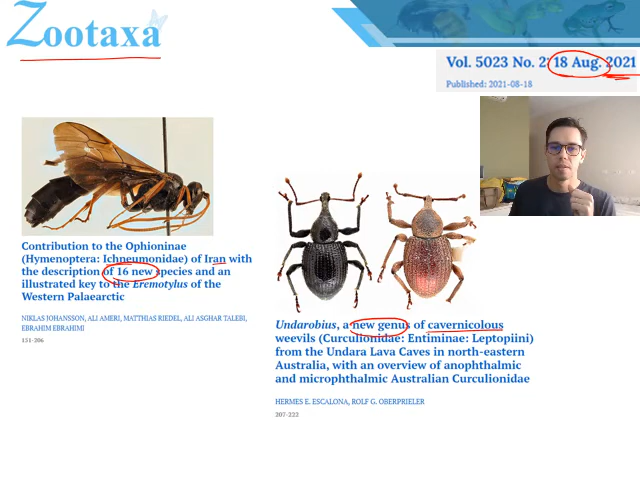 Zootaxa
Vol. 5023 No. 2: 18 Aug. 2021
Published: 2021-08-18
Contribution to the Ophioninae
(Hymenoptera: Ichneumonidae) of Iran with
the description of 16 new species and an
illustrated key to the Eremotylus of the
Western Palaearctic
NIKLAS JOHANSSON, ALI AMERI, MATTHIAS RIEDEL, ALI ASGHAR TALEBI,
EBRAHIM EBRAHIMI
151-206
Undarobius, a new genus of cavernicolous
weevils (Curculionidae: Entiminae: Leptopiini)
from the Undara Lava Caves in north-eastern
Australia, with an overview of anophthalmic
and microphthalmic Australian Curculionidae
HERMES E. ESCALONA, ROLF G. OBERPRIELER
207-222